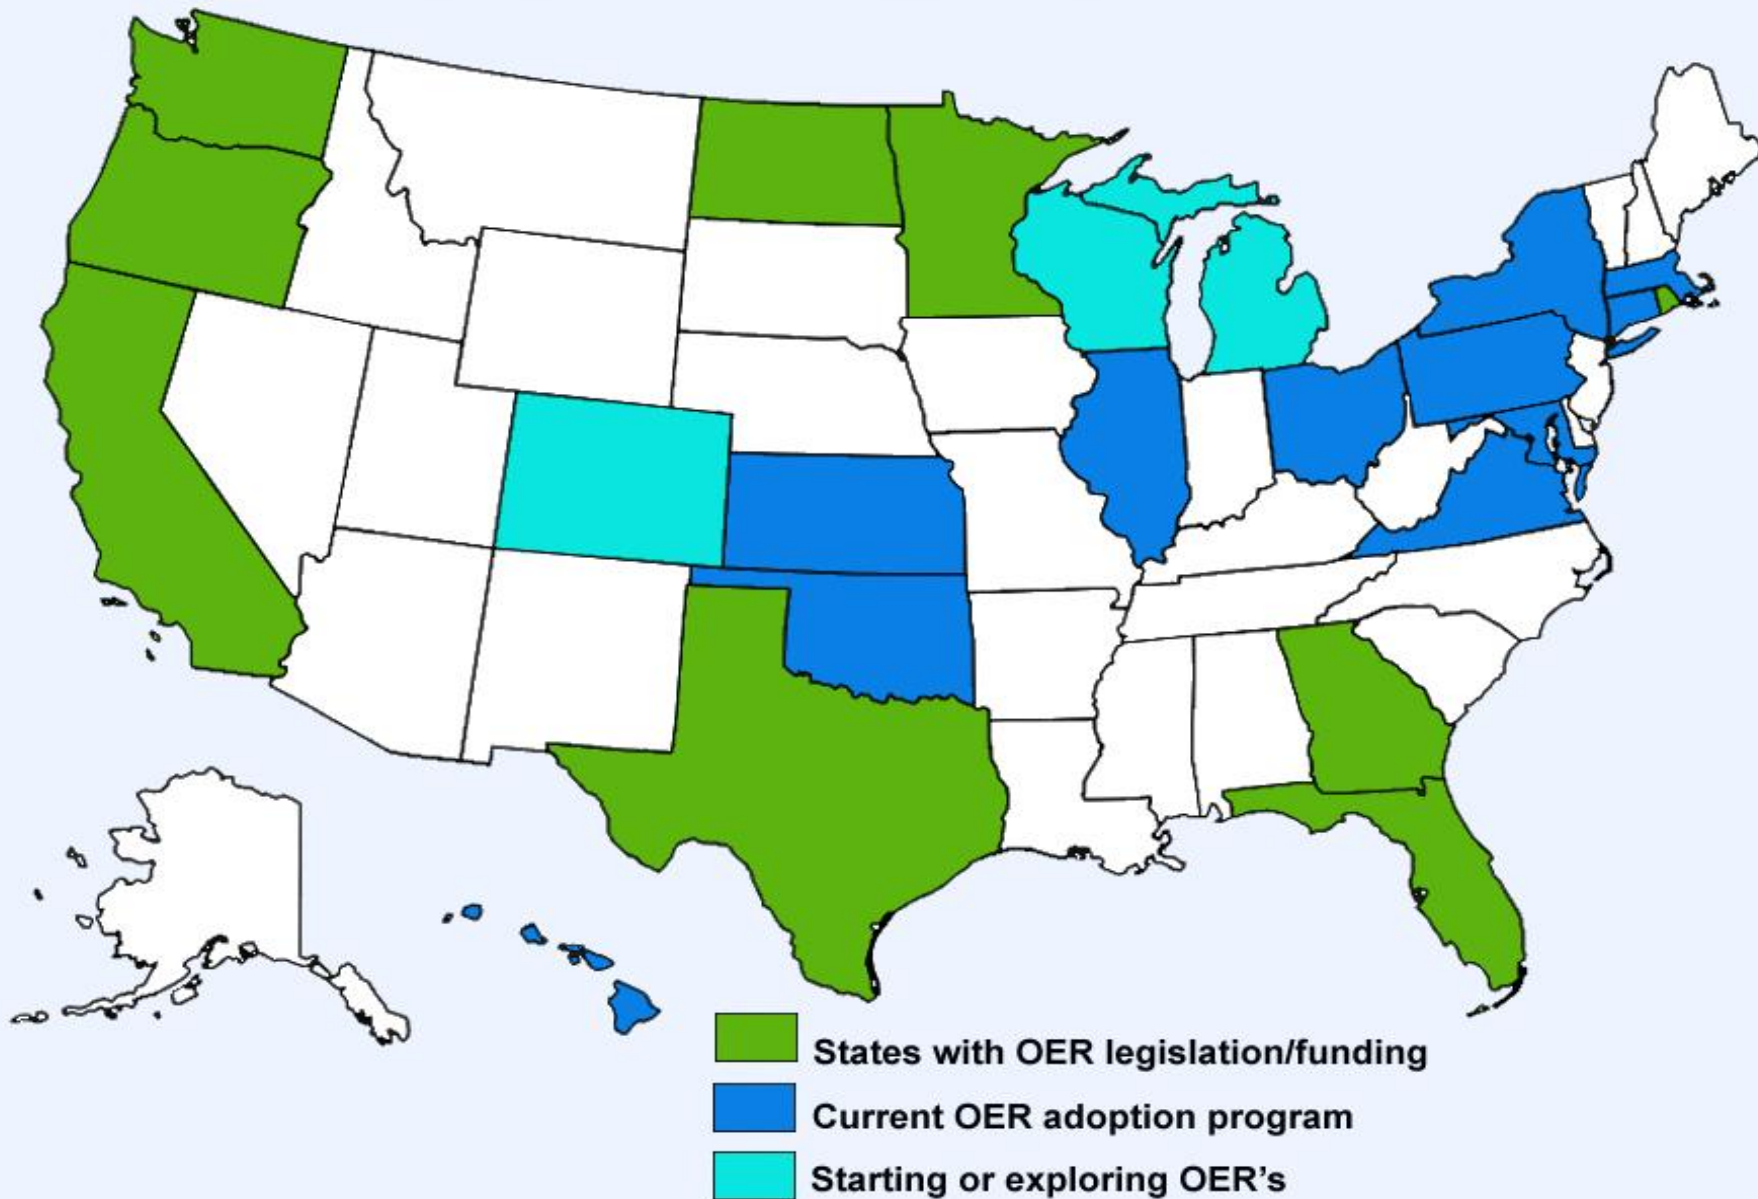 States with OER legislation/funding
Current OER adoption program
Starting or exploring OER's